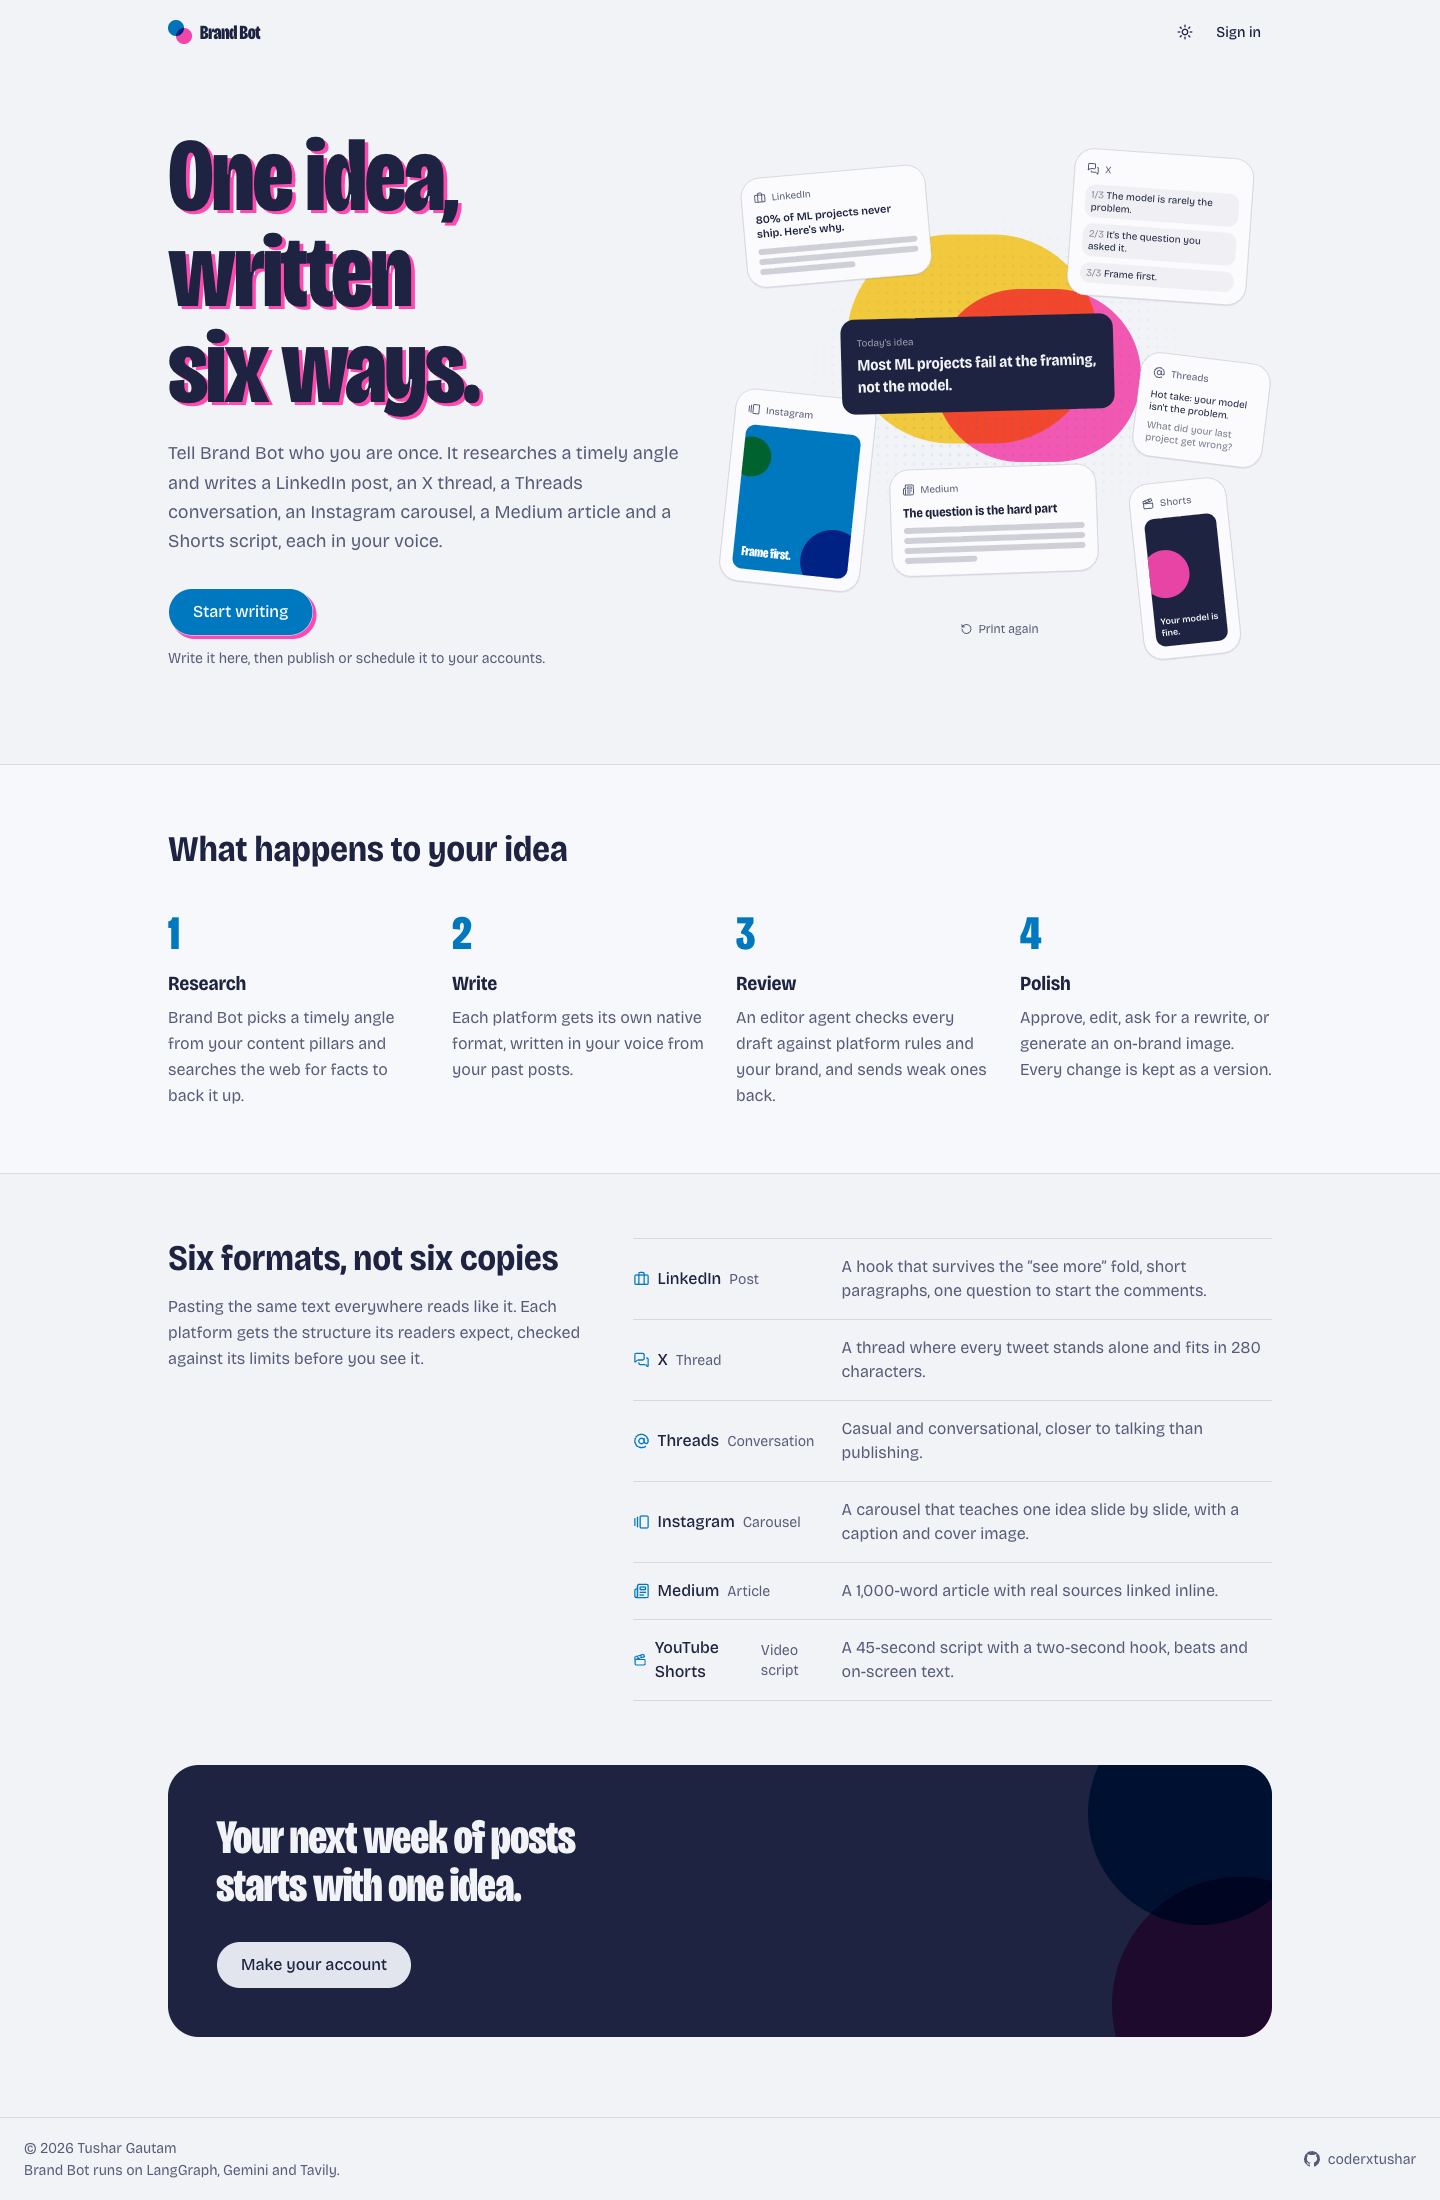 Brand Bot
Sign in
One idea,
written
six ways.
Tell Brand Bot who you are once. It researches a timely angle
and writes a LinkedIn post, an X thread, a Threads
conversation, an Instagram carousel, a Medium article and a
Shorts script, each in your voice.
Start writing
Write it here, then publish or schedule it to your accounts.
LinkedIn
80% of ML projects never
ship. Here's why.
X
1/3 The model is rarely the
problem.
2/3 It's the question you
asked it.
3/3 Frame first.
Today's idea
Most ML projects fail at the framing,
not the model.
Threads
Hot take: your model
isn't the problem.
What did your last
project get wrong?
Instagram
Frame first.
Medium
The question is the hard part
Shorts
Your model is
fine.
Print again
What happens to your idea
1
Research
Brand Bot picks a timely angle
from your content pillars and
searches the web for facts to
back it up.
2
Write
Each platform gets its own native
format, written in your voice from
your past posts.
3
Review
An editor agent checks every
draft against platform rules and
your brand, and sends weak ones
back.
4
Polish
Approve, edit, ask for a rewrite, or
generate an on-brand image.
Every change is kept as a version.
Six formats, not six copies
Pasting the same text everywhere reads like it. Each
platform gets the structure its readers expect, checked
against its limits before you see it.
LinkedIn Post
A hook that survives the “see more” fold, short
paragraphs, one question to start the comments.
X Thread
A thread where every tweet stands alone and fits in 280
characters.
Threads Conversation
Casual and conversational, closer to talking than
publishing.
Instagram Carousel
A carousel that teaches one idea slide by slide, with a
caption and cover image.
Medium Article
A 1,000-word article with real sources linked inline.
YouTube
Shorts
Video
script
A 45-second script with a two-second hook, beats and
on-screen text.
Your next week of posts
starts with one idea.
Make your account
© 2026 Tushar Gautam
Brand Bot runs on LangGraph, Gemini and Tavily.
coderxtushar